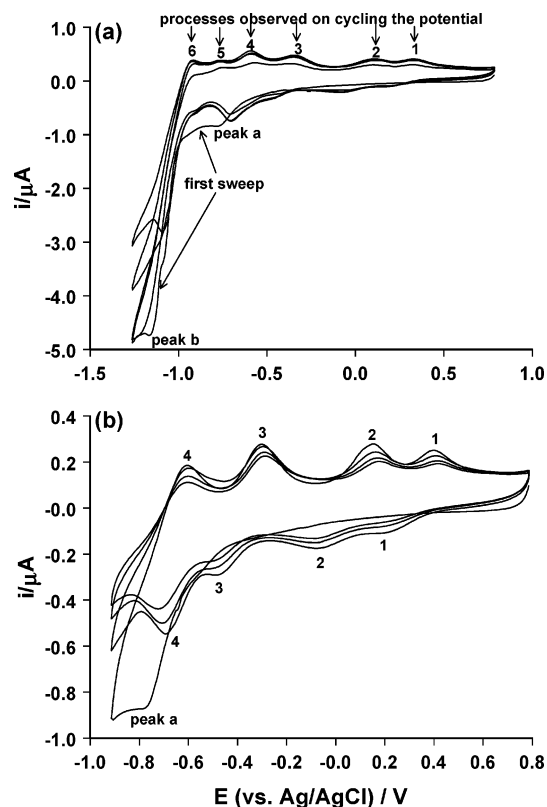 processes observed on cycling the potential
(a)
6 5 4 3 2 1
1.0
0.0
-1.0
-2.0
-3.0
-4.0
-5.0
i/µA
peak a
first sweep
peak b
-1.5 -1.0 -0.5 0.0 0.5 1.0
(b)
0.4
0.2
-0.0
-0.2
-0.4
-0.6
-0.8
-1.0
i/µA
4 3 2 1
4 3 2 1
peak a
-1.0 -0.8 -0.6 -0.4 -0.2 -0.0 0.2 0.4 0.6 0.8
E (vs. Ag/AgCl) / V